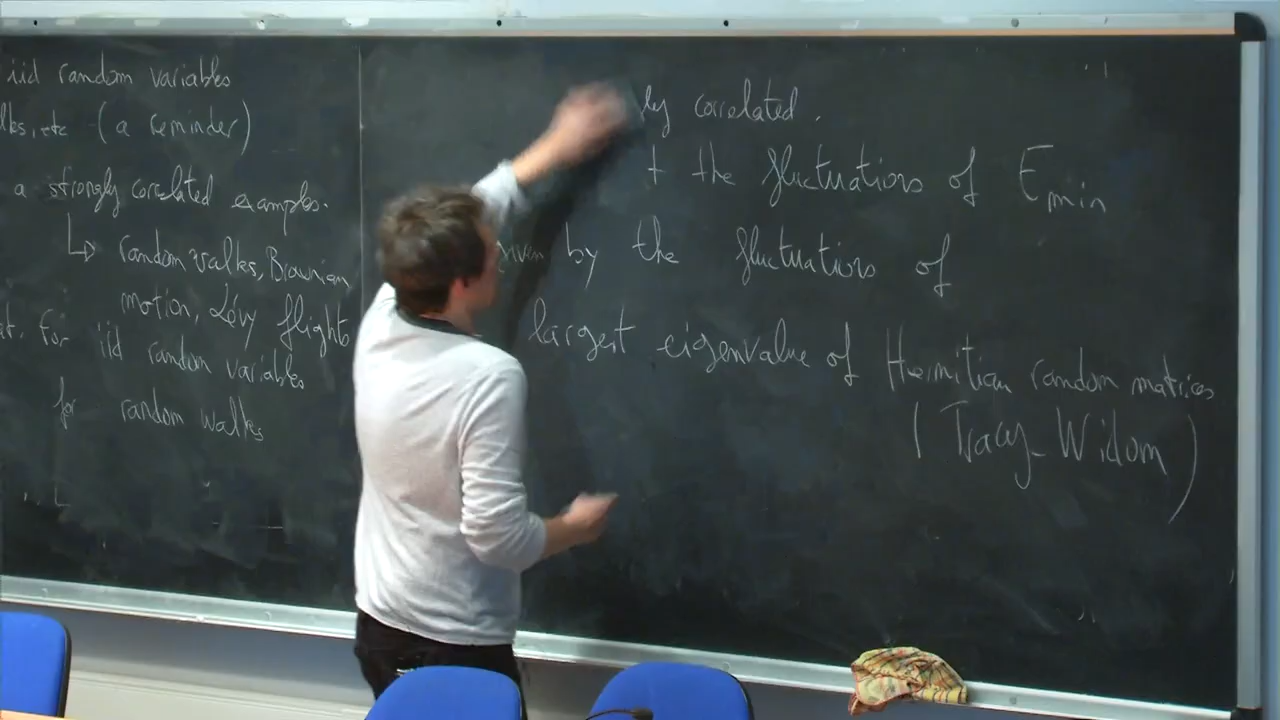 iid random variables
lks, etc (a reminder)
a strongly correlated examples.
↳ random walks, Brownian
motion, Lévy flights
at. For iid random variables
for random walks
ly correlated.
t the fluctuations of E min
given by the fluctuations of
largest eigenvalue of Hermitian random matrices
(Tracy-Widom)